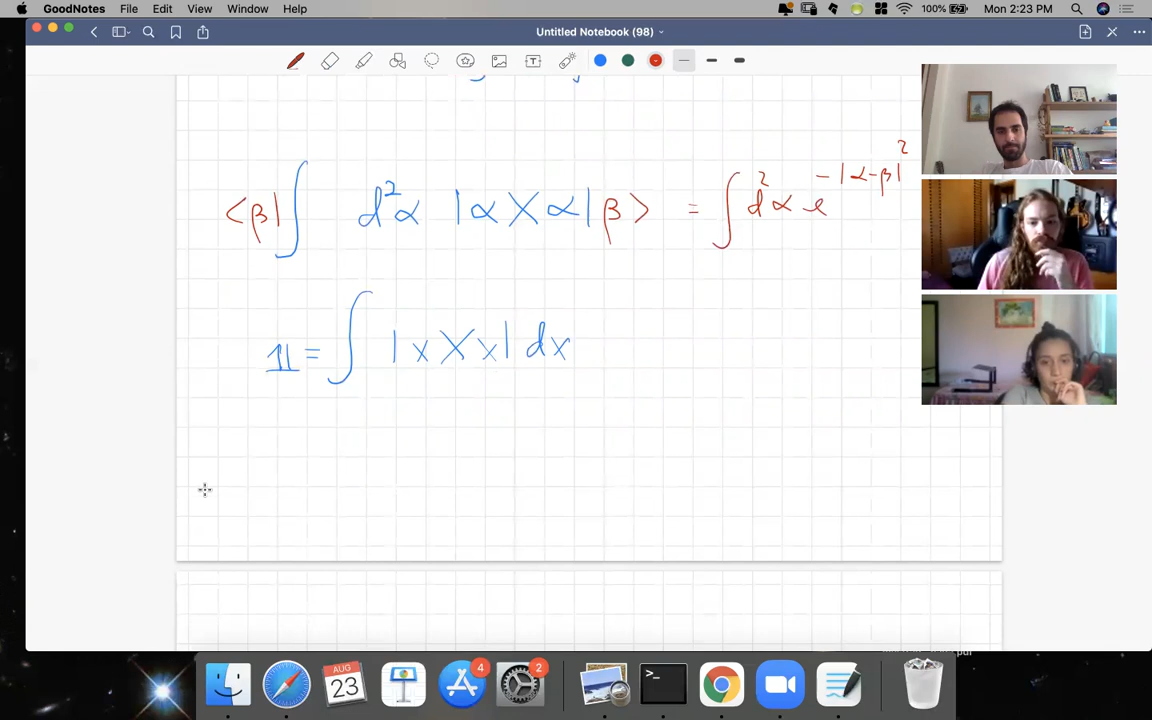 GoodNotes File Edit View Window Help 100% Mon 2:23 PM
Untitled Notebook (98)
<β| ∫ d²α |α X α| β> = ∫ d²α e^{-|α-β|²}
𝟙 = ∫ |x X x| dx
AUG
23
4
2